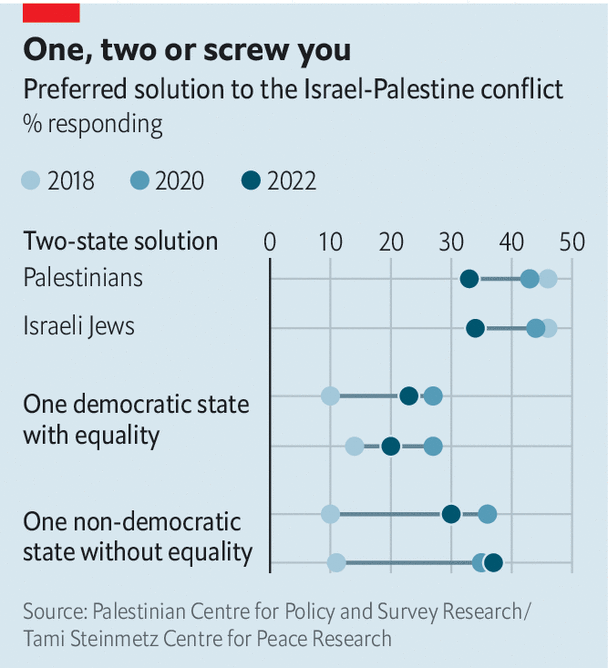 One, two or screw you
Preferred solution to the Israel-Palestine conflict
% responding
2018 2020 2022
Two-state solution 0 10 20 30 40 50
Palestinians
Israeli Jews
One democratic state
with equality
One non-democratic
state without equality
Source: Palestinian Centre for Policy and Survey Research/
Tami Steinmetz Centre for Peace Research